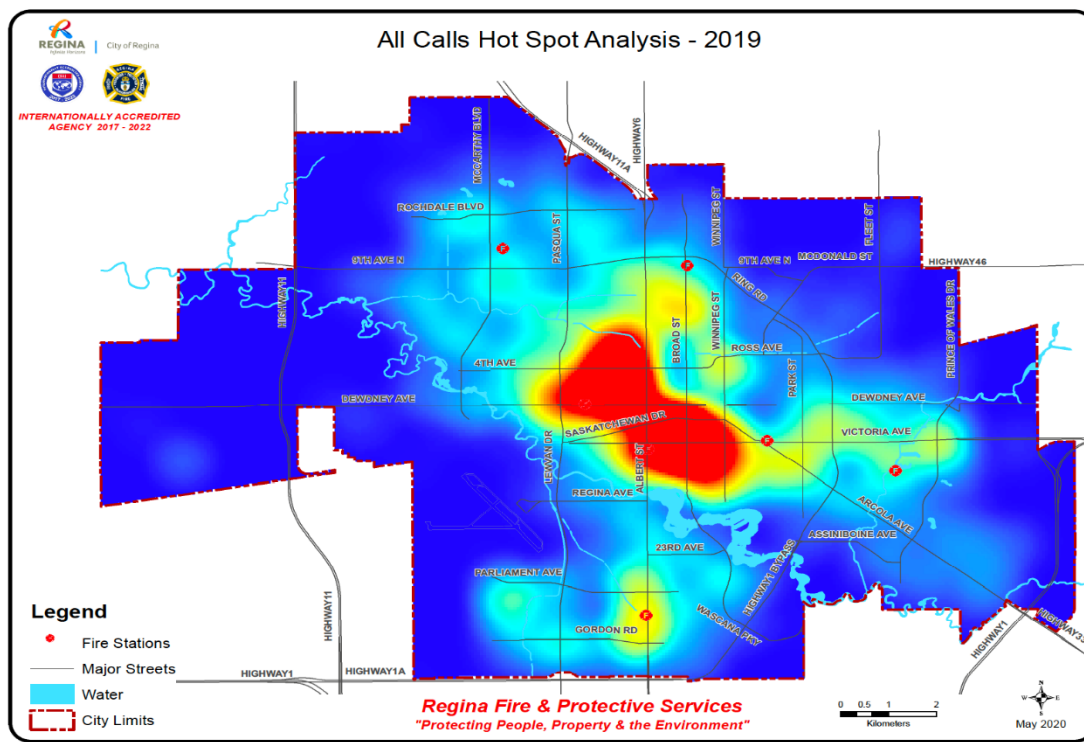 All Calls Hot Spot Analysis - 2019
REGINA
Infinite Horizons
City of Regina
INTERNATIONALLY ACCREDITED
AGENCY 2017 - 2022
MCCARTHY BLVD
HIGHWAY11A
HIGHWAY6
ROCHDALE BLVD
PASQUA ST
WINNIPEG ST
FLEET ST
9TH AVE N
9TH AVE N
MCDONALD ST
HIGHWAY46
HIGHWAY11
RING RD
BROAD ST
WINNIPEG ST
PRINCE OF WALES DR
ROSS AVE
4TH AVE
PARK ST
DEWDNEY AVE
DEWDNEY AVE
SASKATCHEWAN DR
VICTORIA AVE
LEWVAN DR
ALBERT ST
REGINA AVE
ARCOLA AVE
ASSINIBOINE AVE
23RD AVE
PARLIAMENT AVE
HIGHWAY1 BYPASS
WASCANA PKY
GORDON RD
HIGHWAY11
HIGHWAY1
HIGHWAY1A
HIGHWAY1
HIGHWAY33
Legend
Fire Stations
Major Streets
Water
City Limits
Regina Fire & Protective Services
"Protecting People, Property & the Environment"
0 0.5 1 2
Kilometers
N
W E
S
May 2020